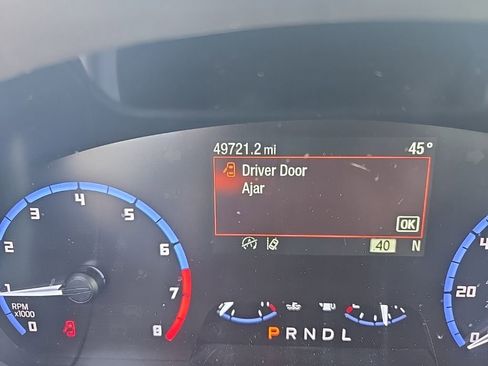 49721.2 mi 45°
Driver Door
Ajar
OK
40 N
0 1 2 3 4 5 6 7 8
RPM
x1000
P R N D L
0 20